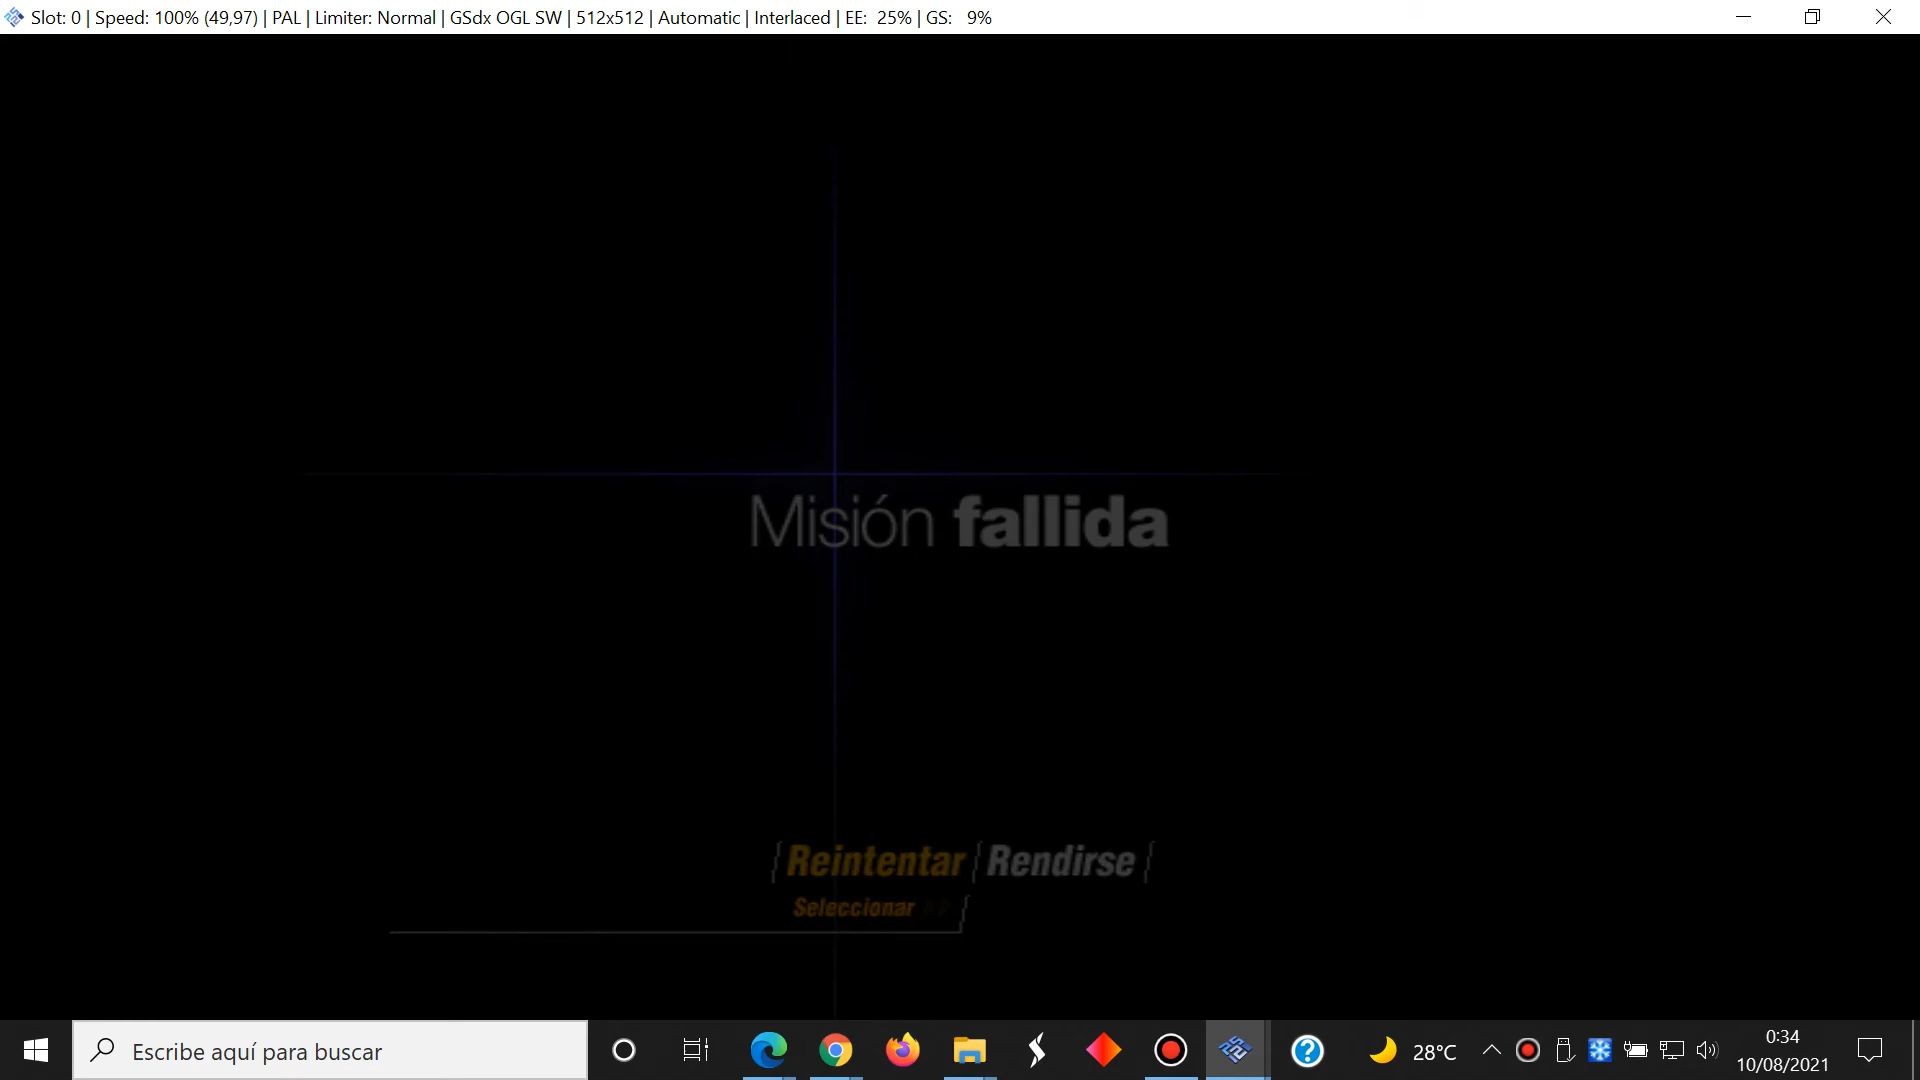 Slot: 0 | Speed: 100% (49,97) | PAL | Limiter: Normal | GSdx OGL SW | 512x512 | Automatic | Interlaced | EE: 25% | GS: 9%
Misión fallida
Reintentar Rendirse
Seleccionar >>
Escribe aquí para buscar
28°C
0:34
10/08/2021